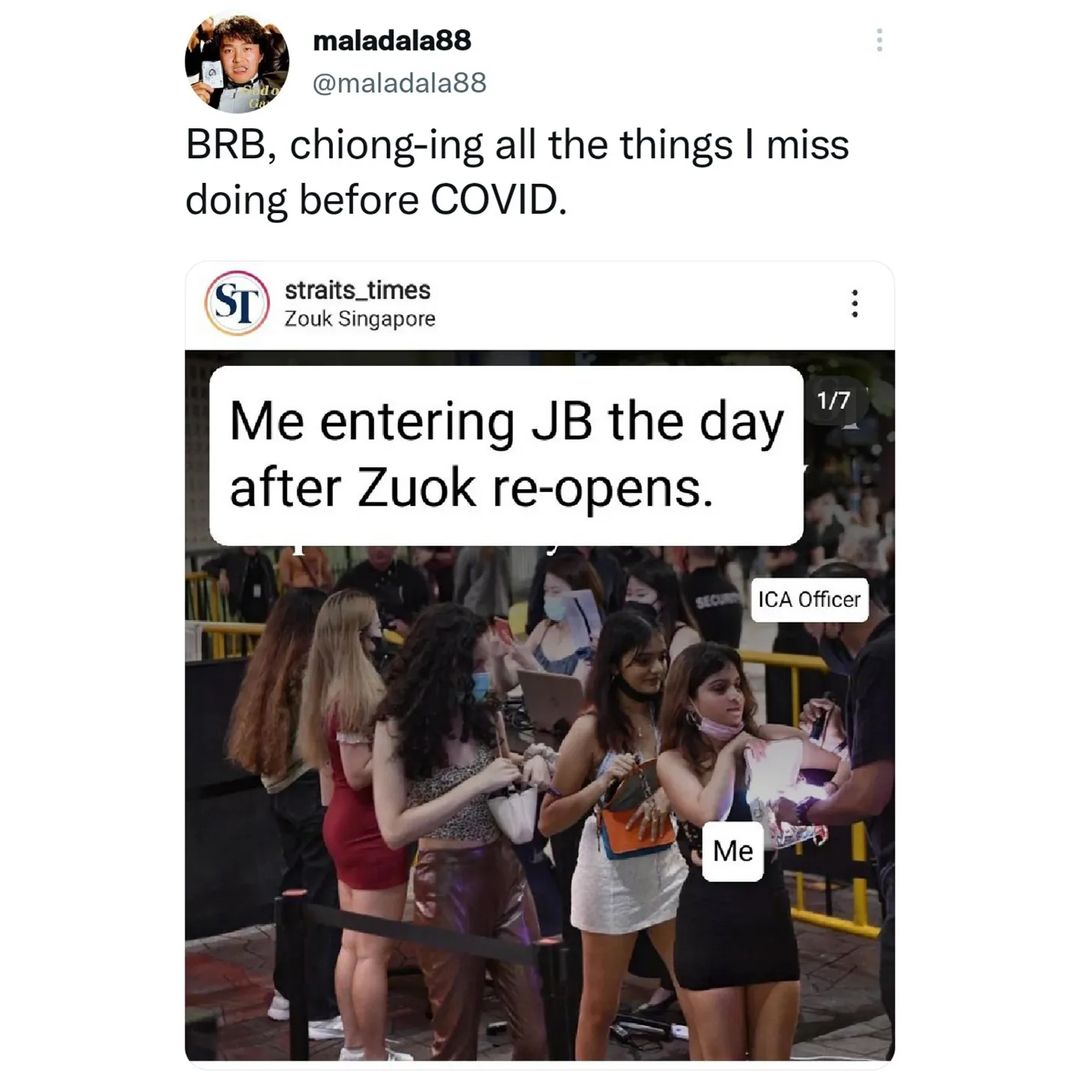 maladala88
@maladala88
BRB, chiong-ing all the things I miss
doing before COVID.
ST
straits_times
Zouk Singapore
Me entering JB the day
after Zuok re-opens.
1/7
ICA Officer
Me